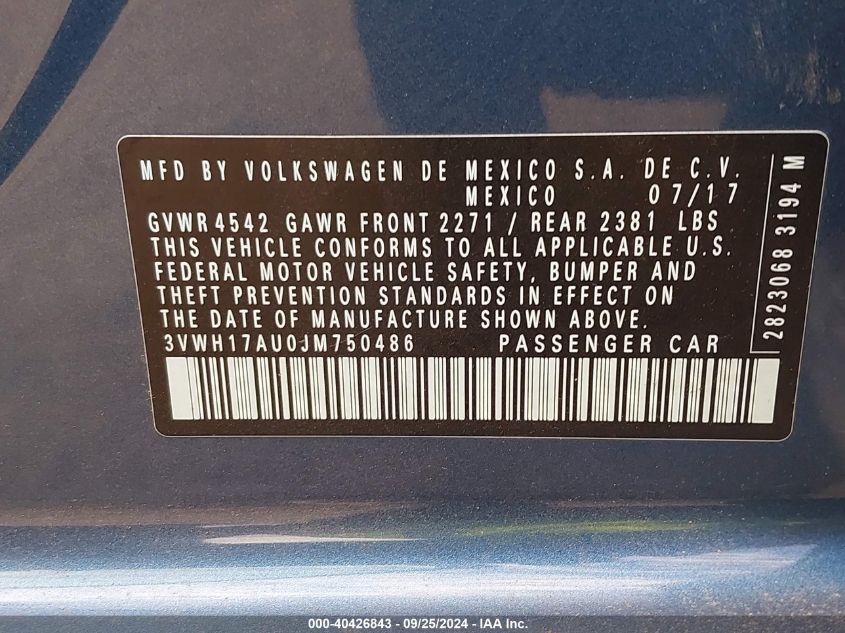 MFD BY VOLKSWAGEN DE MEXICO S.A. DE C.V.
MEXICO 07/17
GVWR 4542 GAWR FRONT 2271 / REAR 2381 LBS
THIS VEHICLE CONFORMS TO ALL APPLICABLE U.S.
FEDERAL MOTOR VEHICLE SAFETY, BUMPER AND
THEFT PREVENTION STANDARDS IN EFFECT ON
THE DATE OF MANUFACTURE SHOWN ABOVE.
3VWH17AU0JM750486 PASSENGER CAR
2823068 3194 M
000-40426843 - 09/25/2024 - IAA Inc.